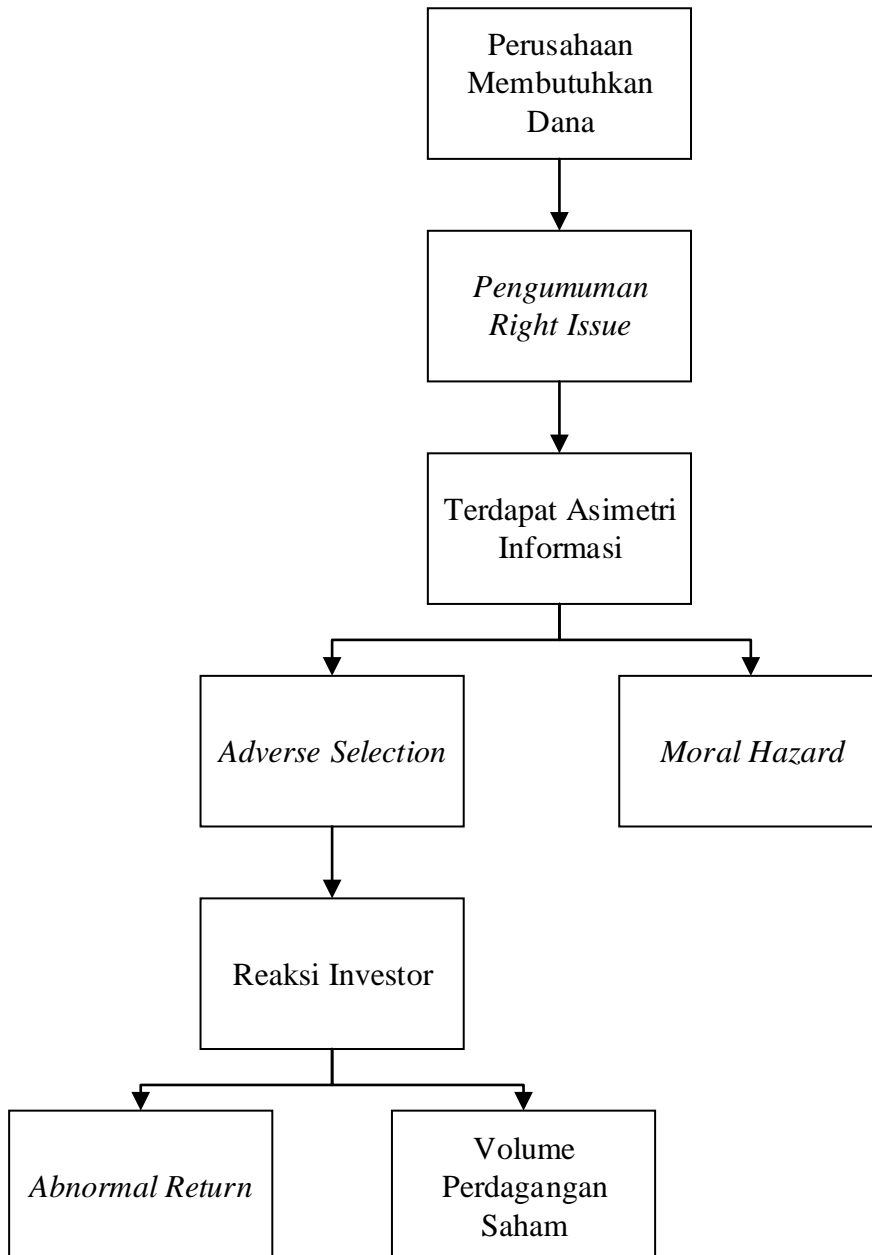 Perusahaan
Membutuhkan
Dana
Pengumuman
Right Issue
Terdapat Asimetri
Informasi
Adverse Selection
Moral Hazard
Reaksi Investor
Abnormal Return
Volume
Perdagangan
Saham